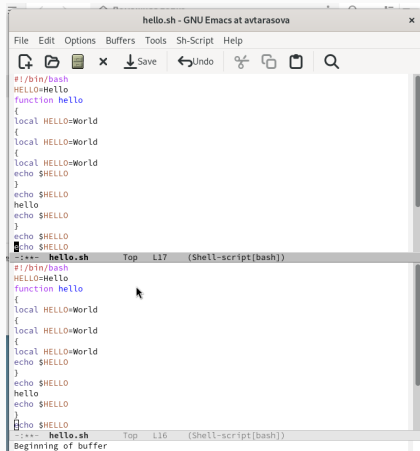 hello.sh - GNU Emacs at avtarasova
File Edit Options Buffers Tools Sh-Script Help
Save Undo
#!/bin/bash
HELLO=Hello
function hello
{
local HELLO=World
{
local HELLO=World
{
local HELLO=World
echo $HELLO
}
echo $HELLO
hello
echo $HELLO
}
echo $HELLO
echo $HELLO
-:**- hello.sh Top L17 (Shell-script[bash])
#!/bin/bash
HELLO=Hello
function hello
{
local HELLO=World
{
local HELLO=World
{
local HELLO=World
echo $HELLO
}
echo $HELLO
hello
echo $HELLO
}
echo $HELLO
-:**- hello.sh Top L16 (Shell-script[bash])
Beginning of buffer